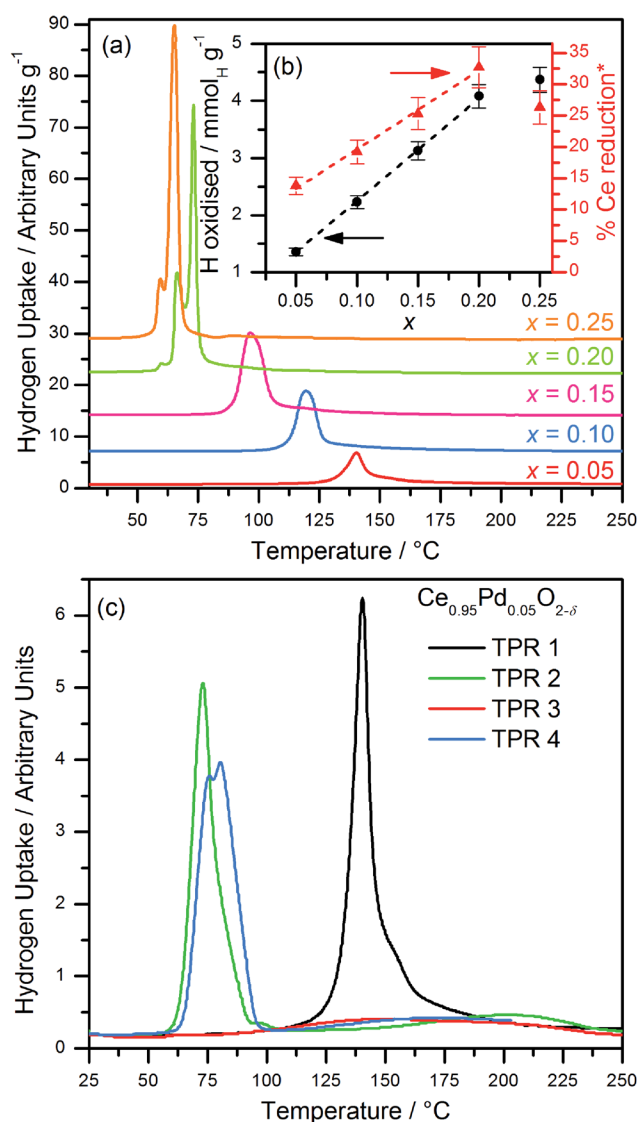 (a)
(b)
Hydrogen Uptake / Arbitrary Units g⁻¹
90
80
70
60
50
40
30
20
10
0
H oxidised / mmol_H g⁻¹
5
4
3
2
1
% Ce reduction*
35
30
25
20
15
10
5
0
0.05 0.10 0.15 0.20 0.25
x
x = 0.25
x = 0.20
x = 0.15
x = 0.10
x = 0.05
50 75 100 125 150 175 200 225 250
Temperature / °C
(c)
Ce₀.₉₅Pd₀.₀₅O₂₋δ
TPR 1
TPR 2
TPR 3
TPR 4
Hydrogen Uptake / Arbitrary Units
6
5
4
3
2
1
0
25 50 75 100 125 150 175 200 225 250
Temperature / °C